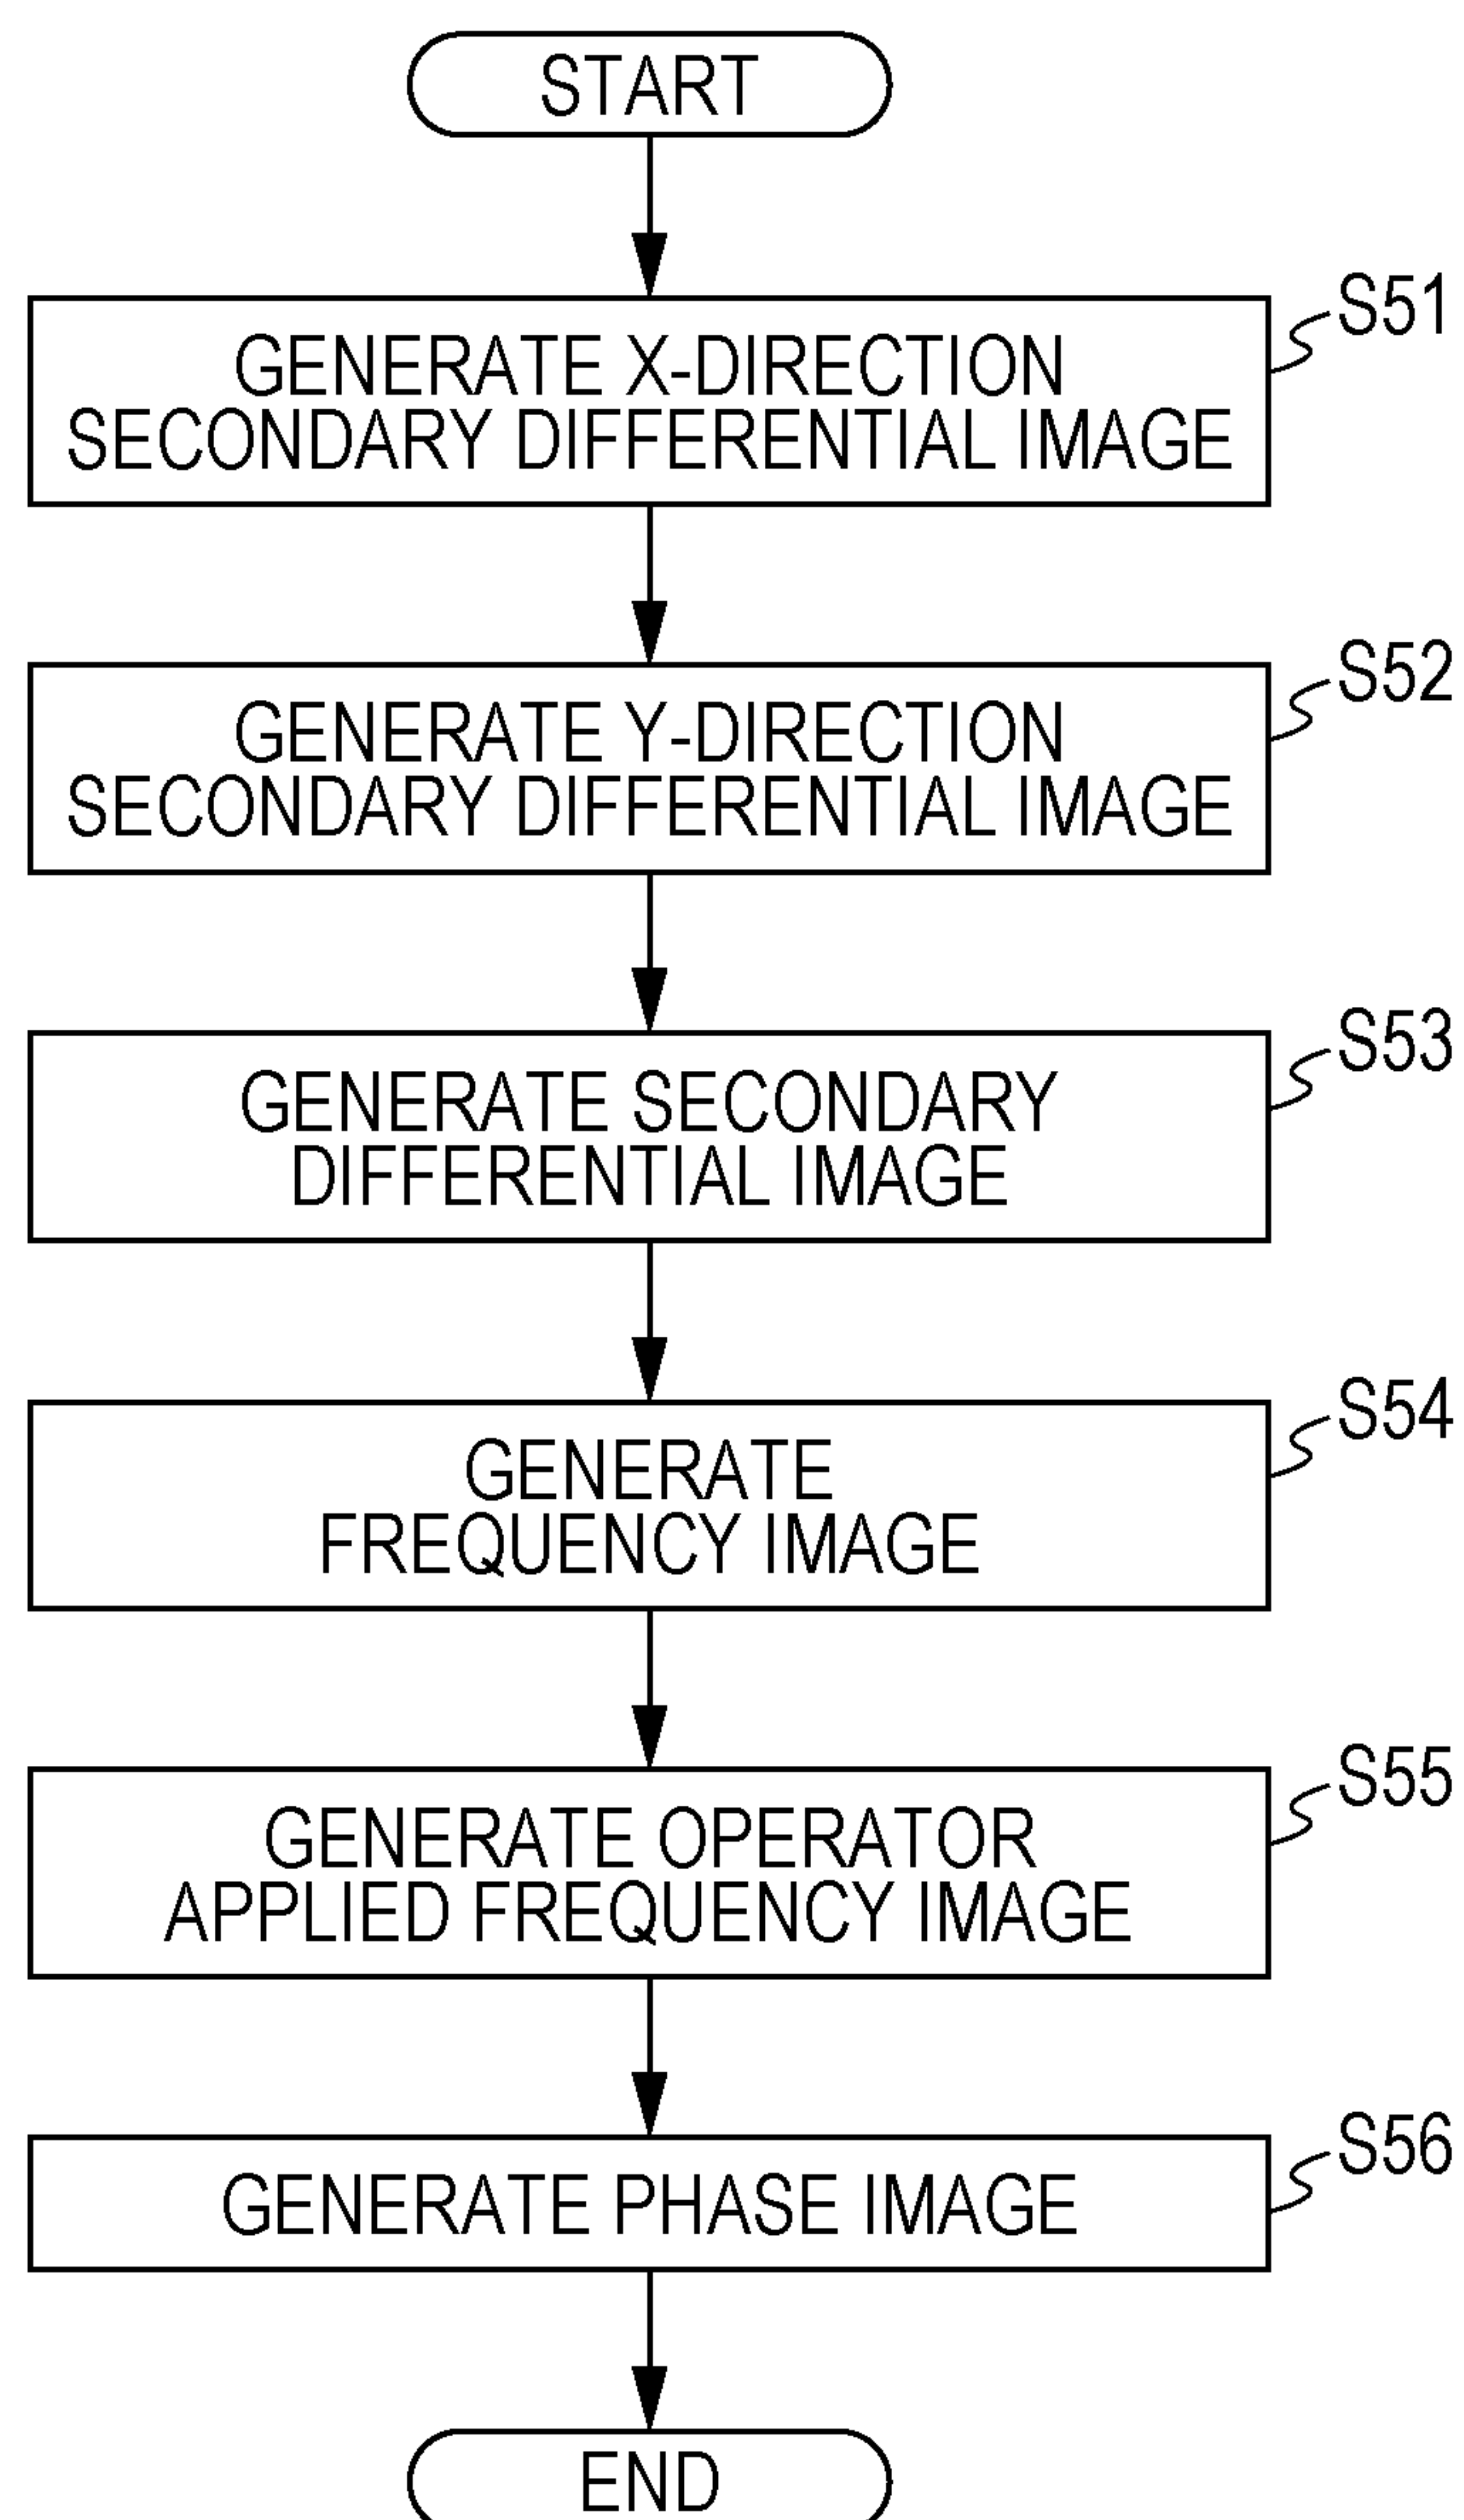 START
S51
GENERATE X-DIRECTION
SECONDARY DIFFERENTIAL IMAGE
S52
GENERATE Y-DIRECTION
SECONDARY DIFFERENTIAL IMAGE
S53
GENERATE SECONDARY
DIFFERENTIAL IMAGE
S54
GENERATE
FREQUENCY IMAGE
S55
GENERATE OPERATOR
APPLIED FREQUENCY IMAGE
S56
GENERATE PHASE IMAGE
END